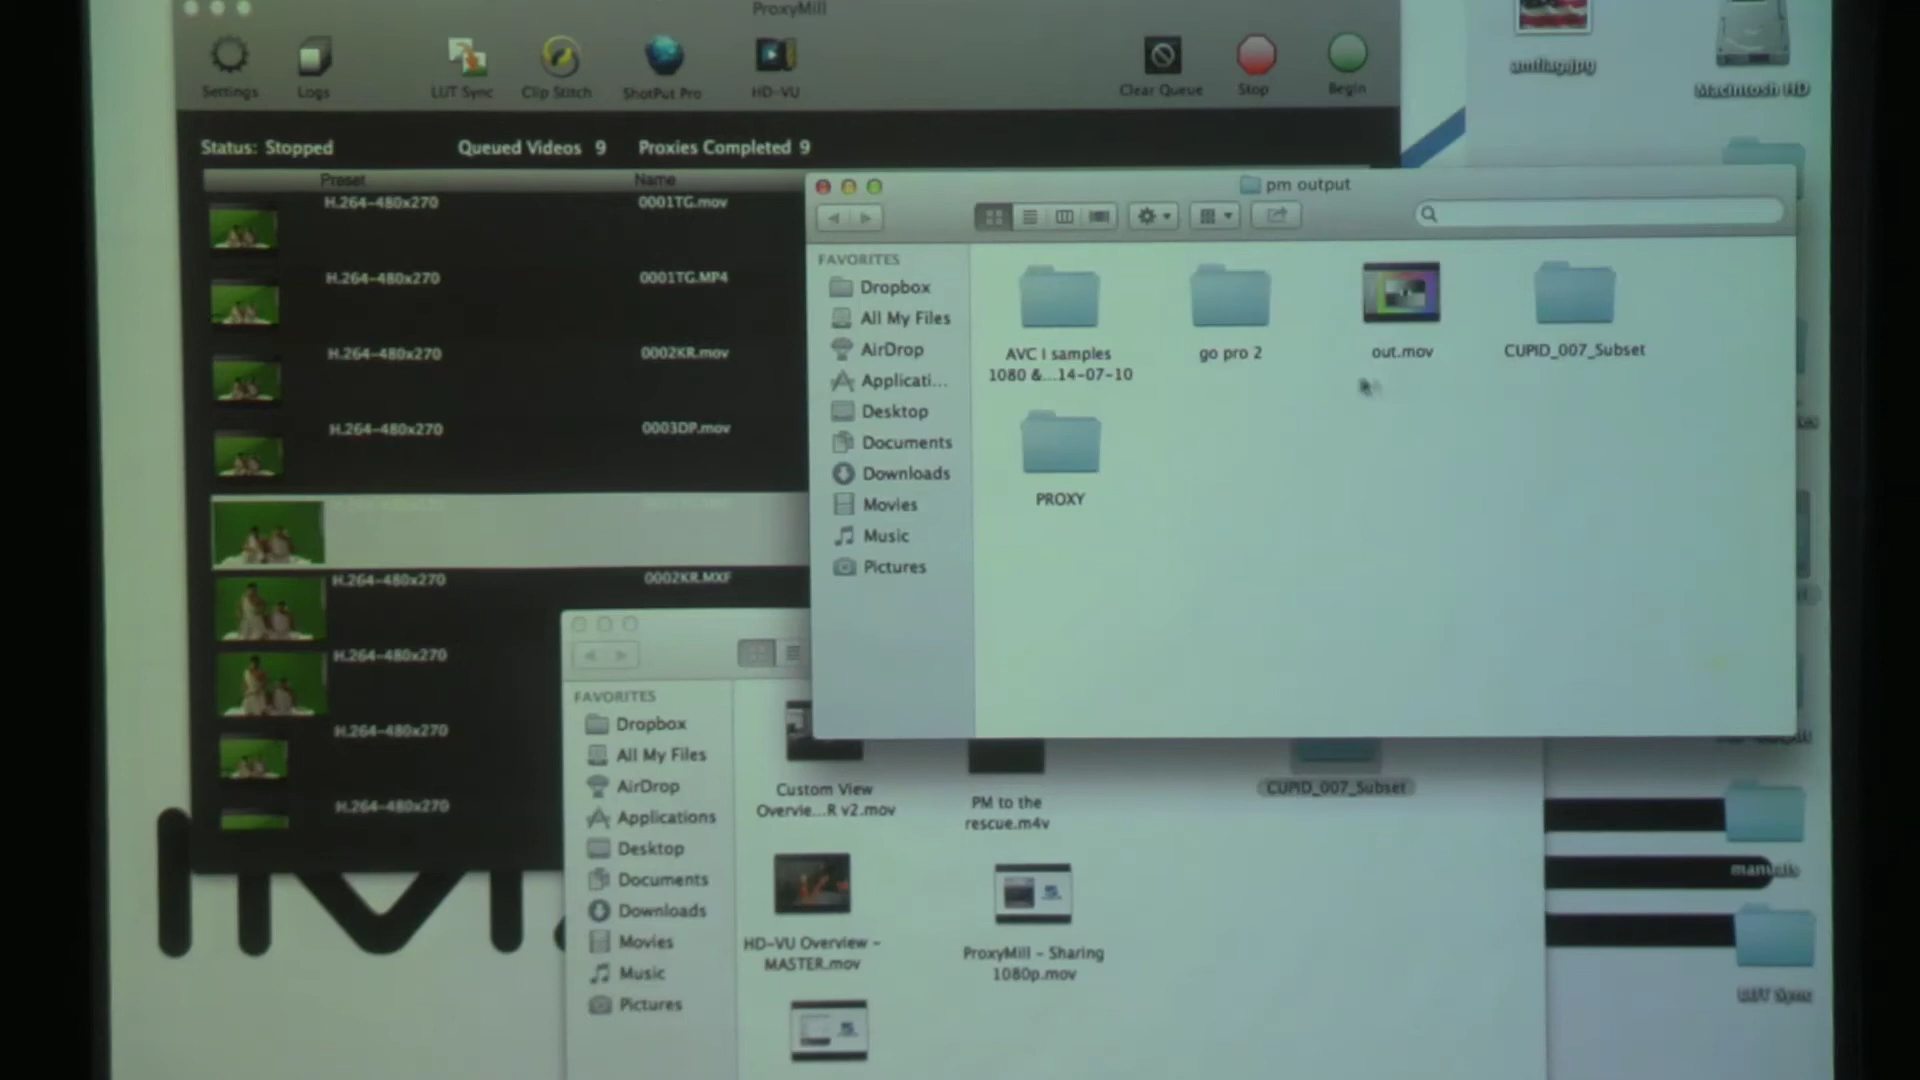 ProxyMill
Settings
Logs
LUT Sync
Clip Stitch
ShotPut Pro
HD-VU
Clear Queue
Stop
Begin
Status: Stopped
Queued Videos 9
Proxies Completed 9
Preset
Name
H.264-480x270
0001TG.mov
H.264-480x270
0001TG.MP4
H.264-480x270
0002KR.mov
H.264-480x270
0003DP.mov
H.264-480x270
0002KR.MXF
H.264-480x270
H.264-480x270
H.264-480x270
pm output
FAVORITES
Dropbox
All My Files
AirDrop
Applicati...
Desktop
Documents
Downloads
Movies
Music
Pictures
AVC I samples
1080 &...14-07-10
go pro 2
out.mov
CUPID_007_Subset
PROXY
FAVORITES
Dropbox
All My Files
AirDrop
Applications
Desktop
Documents
Downloads
Movies
Music
Pictures
Custom View
Overvie...R v2.mov
PM to the
rescue.m4v
CUPID_007_Subset
HD-VU Overview -
MASTER.mov
ProxyMill - Sharing
1080p.mov
amflag.jpg
Macintosh HD
manuals
LUT Sync